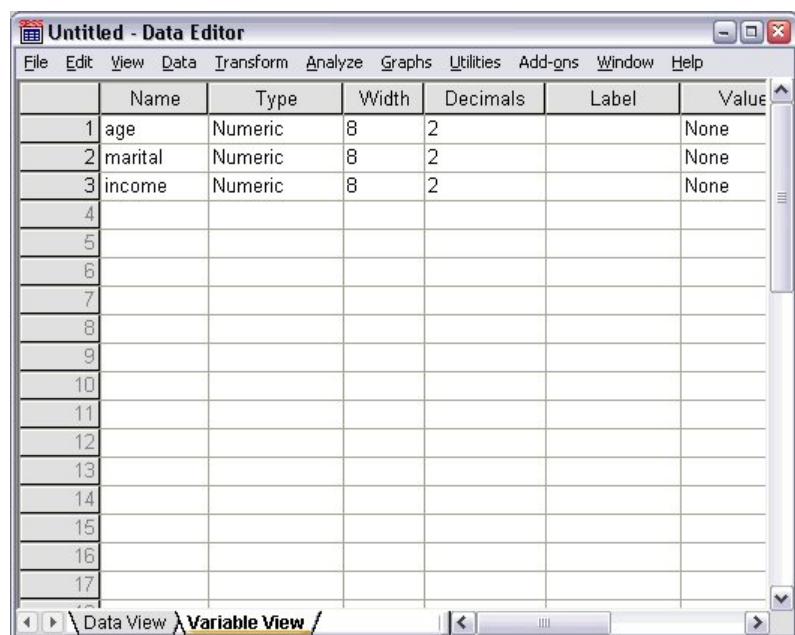 SPSS
Untitled - Data Editor
File Edit View Data Transform Analyze Graphs Utilities Add-ons Window Help
Name Type Width Decimals Label Value
1 age Numeric 8 2 None
2 marital Numeric 8 2 None
3 income Numeric 8 2 None
4
5
6
7
8
9
10
11
12
13
14
15
16
17
Data View Variable View